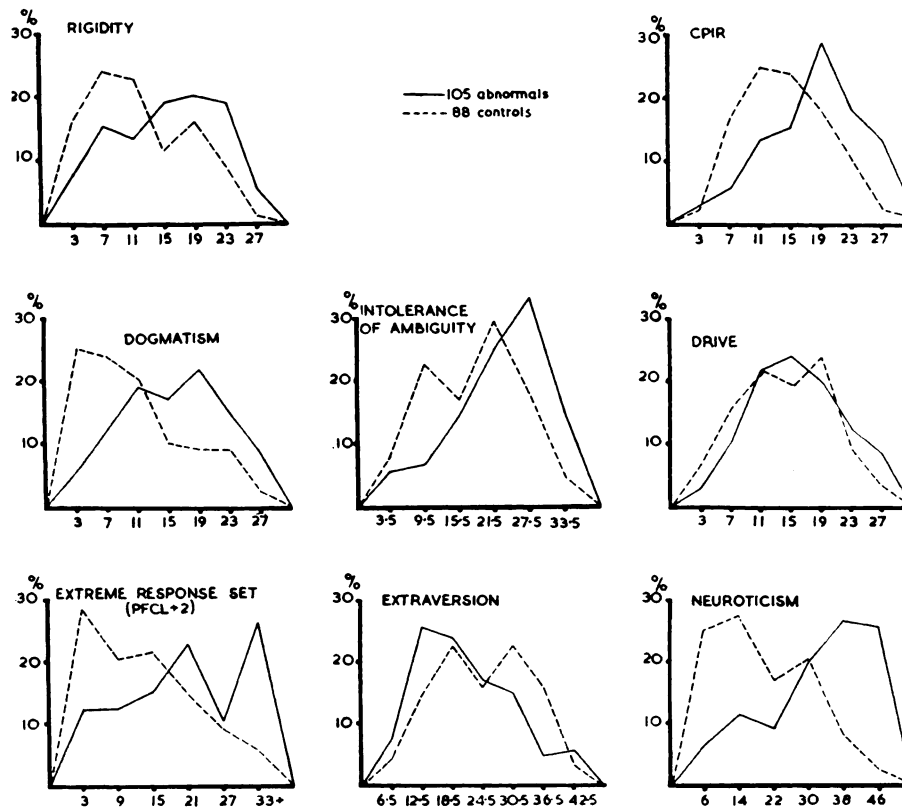 %
RIGIDITY
30
20
10
3 7 11 15 19 23 27
105 abnormals
88 controls
%
CPIR
30
20
10
3 7 11 15 19 23 27
%
DOGMATISM
30
20
10
3 7 11 15 19 23 27
%
INTOLERANCE
OF AMBIGUITY
30
20
10
3·5 9·5 15·5 21·5 27·5 33·5
%
DRIVE
30
20
10
3 7 11 15 19 23 27
%
EXTREME RESPONSE SET
(PFCL+2)
30
20
10
3 9 15 21 27 33+
%
EXTRAVERSION
30
20
10
6·5 12·5 18·5 24·5 30·5 36·5 42·5
%
NEUROTICISM
30
20
10
6 14 22 30 38 46